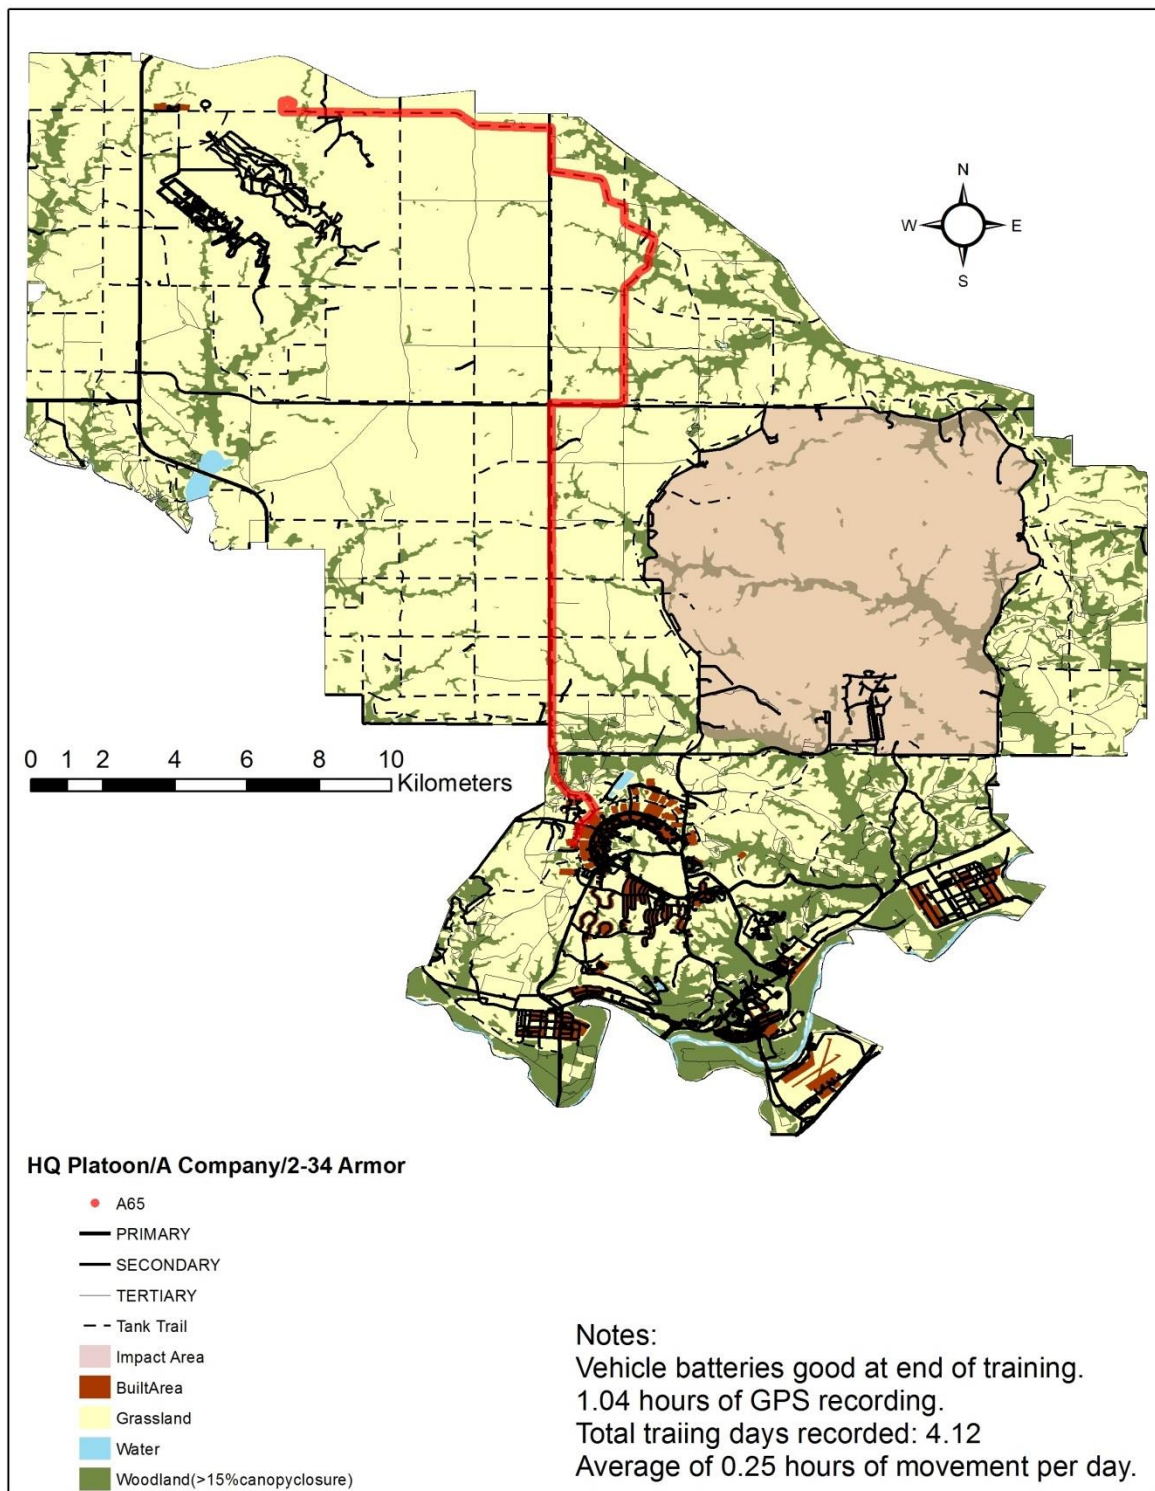 N
W E
S
0 1 2 4 6 8 10
Kilometers
HQ Platoon/A Company/2-34 Armor
A65
PRIMARY
SECONDARY
TERTIARY
Tank Trail
Impact Area
BuiltArea
Grassland
Water
Woodland(>15%canopyclosure)
Notes:
Vehicle batteries good at end of training.
1.04 hours of GPS recording.
Total traiing days recorded: 4.12
Average of 0.25 hours of movement per day.